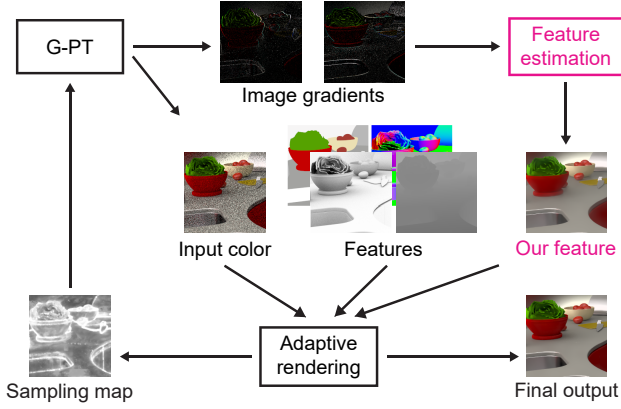 G-PT
Image gradients
Feature
estimation
Input color
Features
Our feature
Sampling map
Adaptive
rendering
Final output